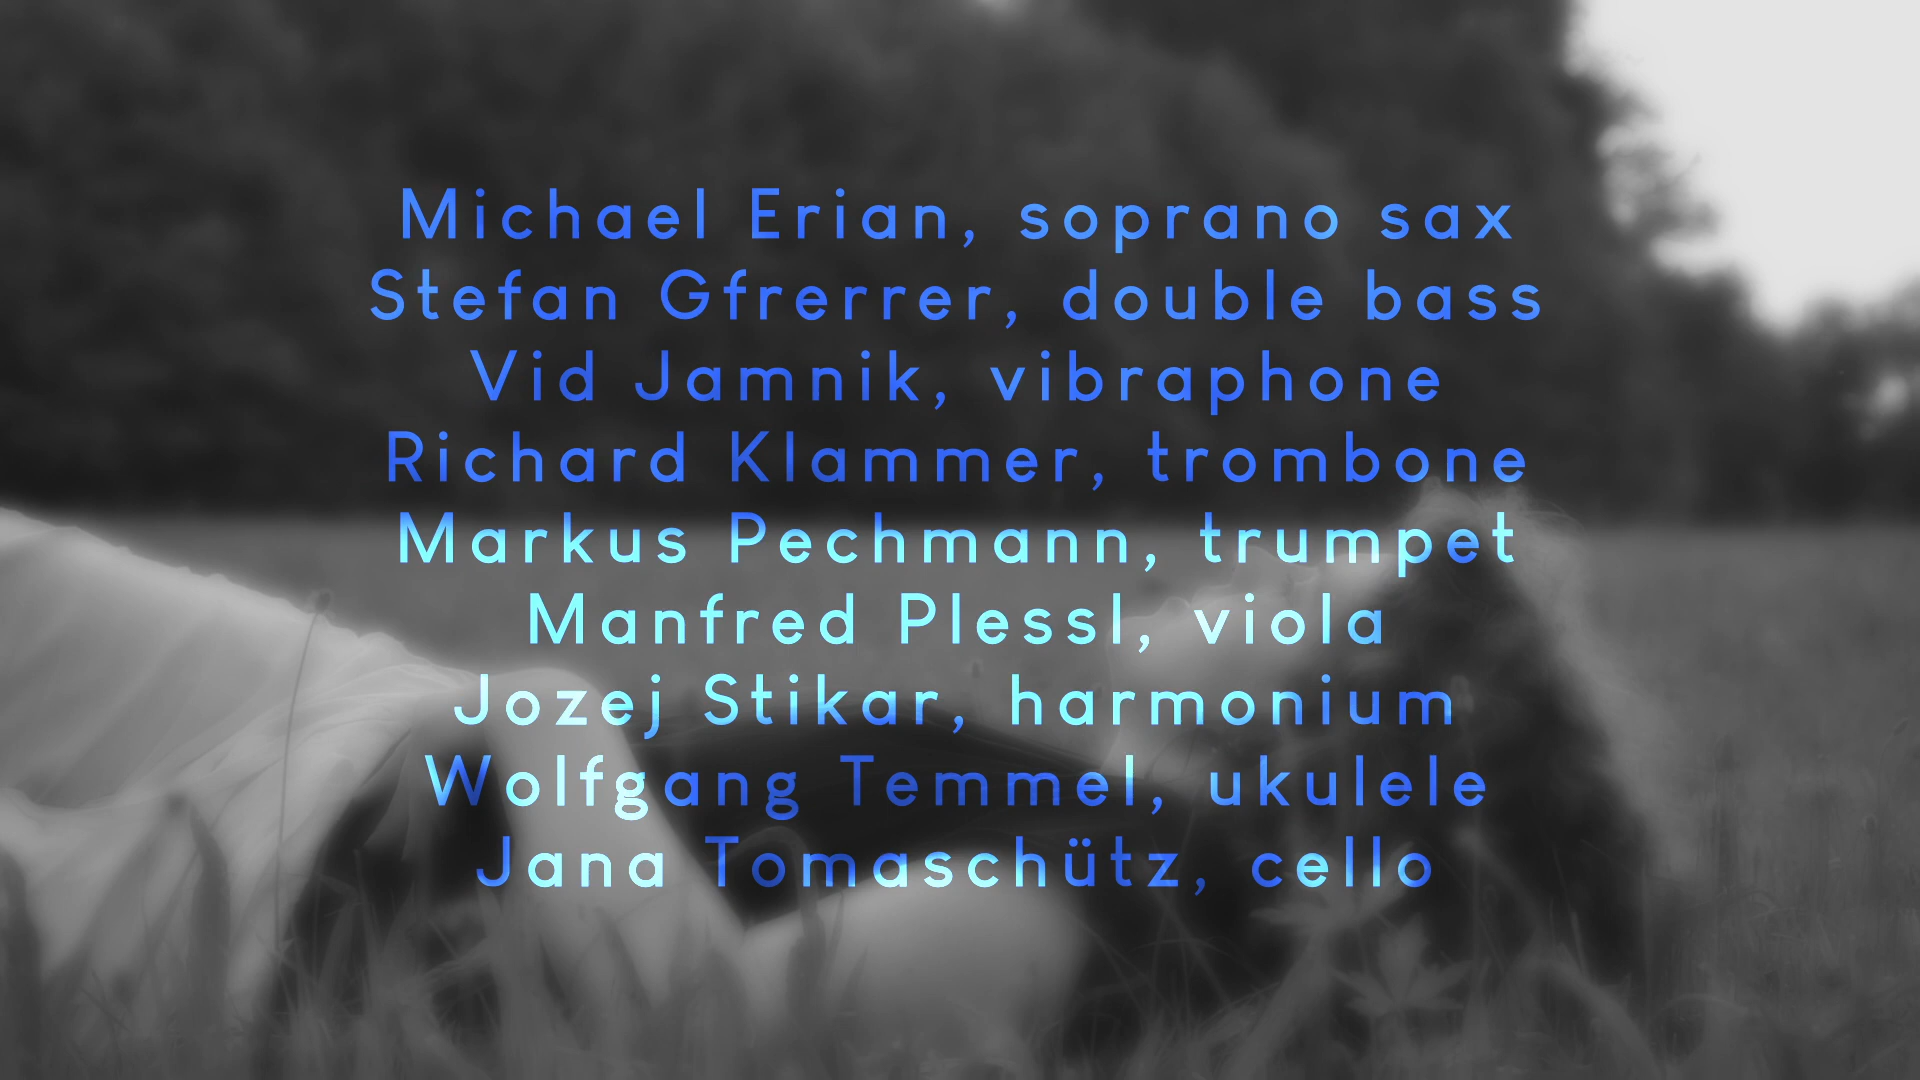 Michael Erian, soprano sax
Stefan Gfrerrer, double bass
Vid Jamnik, vibraphone
Richard Klammer, trombone
Markus Pechmann, trumpet
Manfred Plessl, viola
Jozej Stikar, harmonium
Wolfgang Temmel, ukulele
Jana Tomaschütz, cello